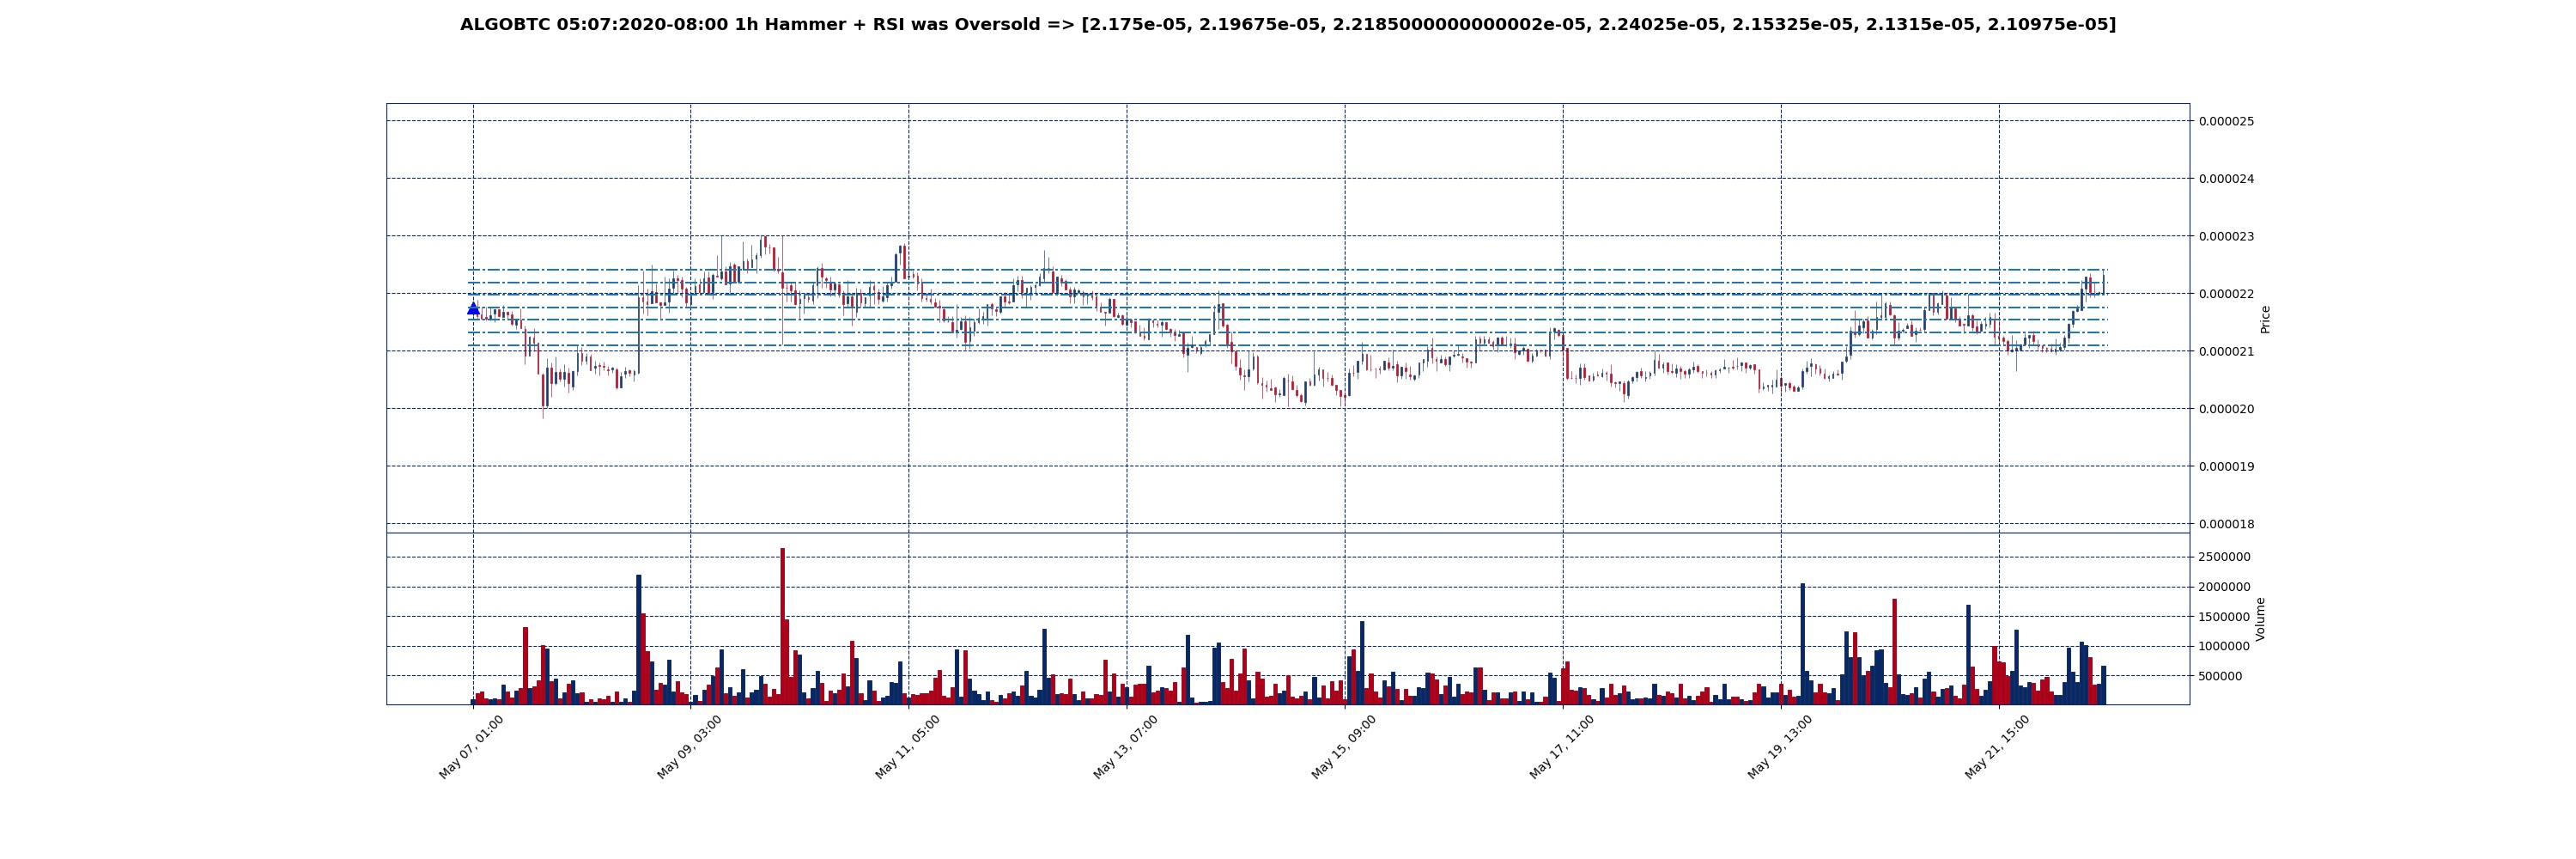 ALGOBTC 05:07:2020-08:00 1h Hammer + RSI was Oversold => [2.175e-05, 2.19675e-05, 2.2185000000000002e-05, 2.24025e-05, 2.15325e-05, 2.1315e-05, 2.10975e-05]
0.000025
0.000024
0.000023
0.000022
Price
0.000021
0.000020
0.000019
0.000018
2500000
2000000
1500000
Volume
1000000
500000
May 07, 01:00
May 09, 03:00
May 11, 05:00
May 13, 07:00
May 15, 09:00
May 17, 11:00
May 19, 13:00
May 21, 15:00